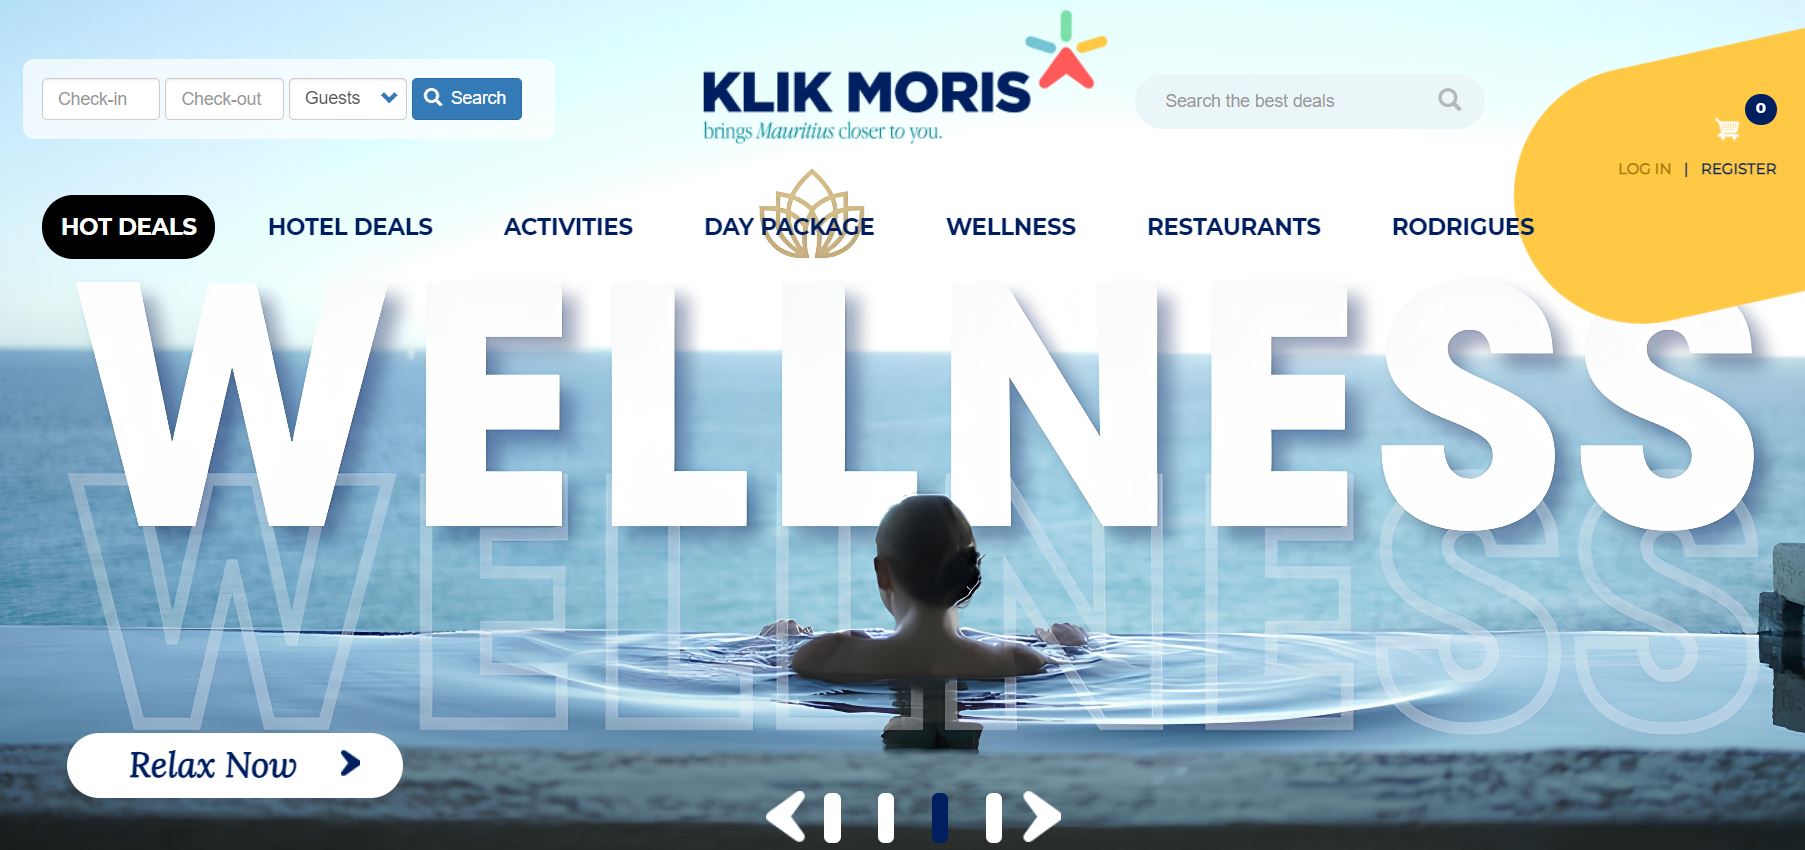 Check-in
Check-out
Guests
Search
KLIK MORIS
brings Mauritius closer to you.
Search the best deals
0
LOG IN | REGISTER
HOT DEALS
HOTEL DEALS
ACTIVITIES
DAY PACKAGE
WELLNESS
RESTAURANTS
RODRIGUES
WELLNESS
WELLNESS
Relax Now